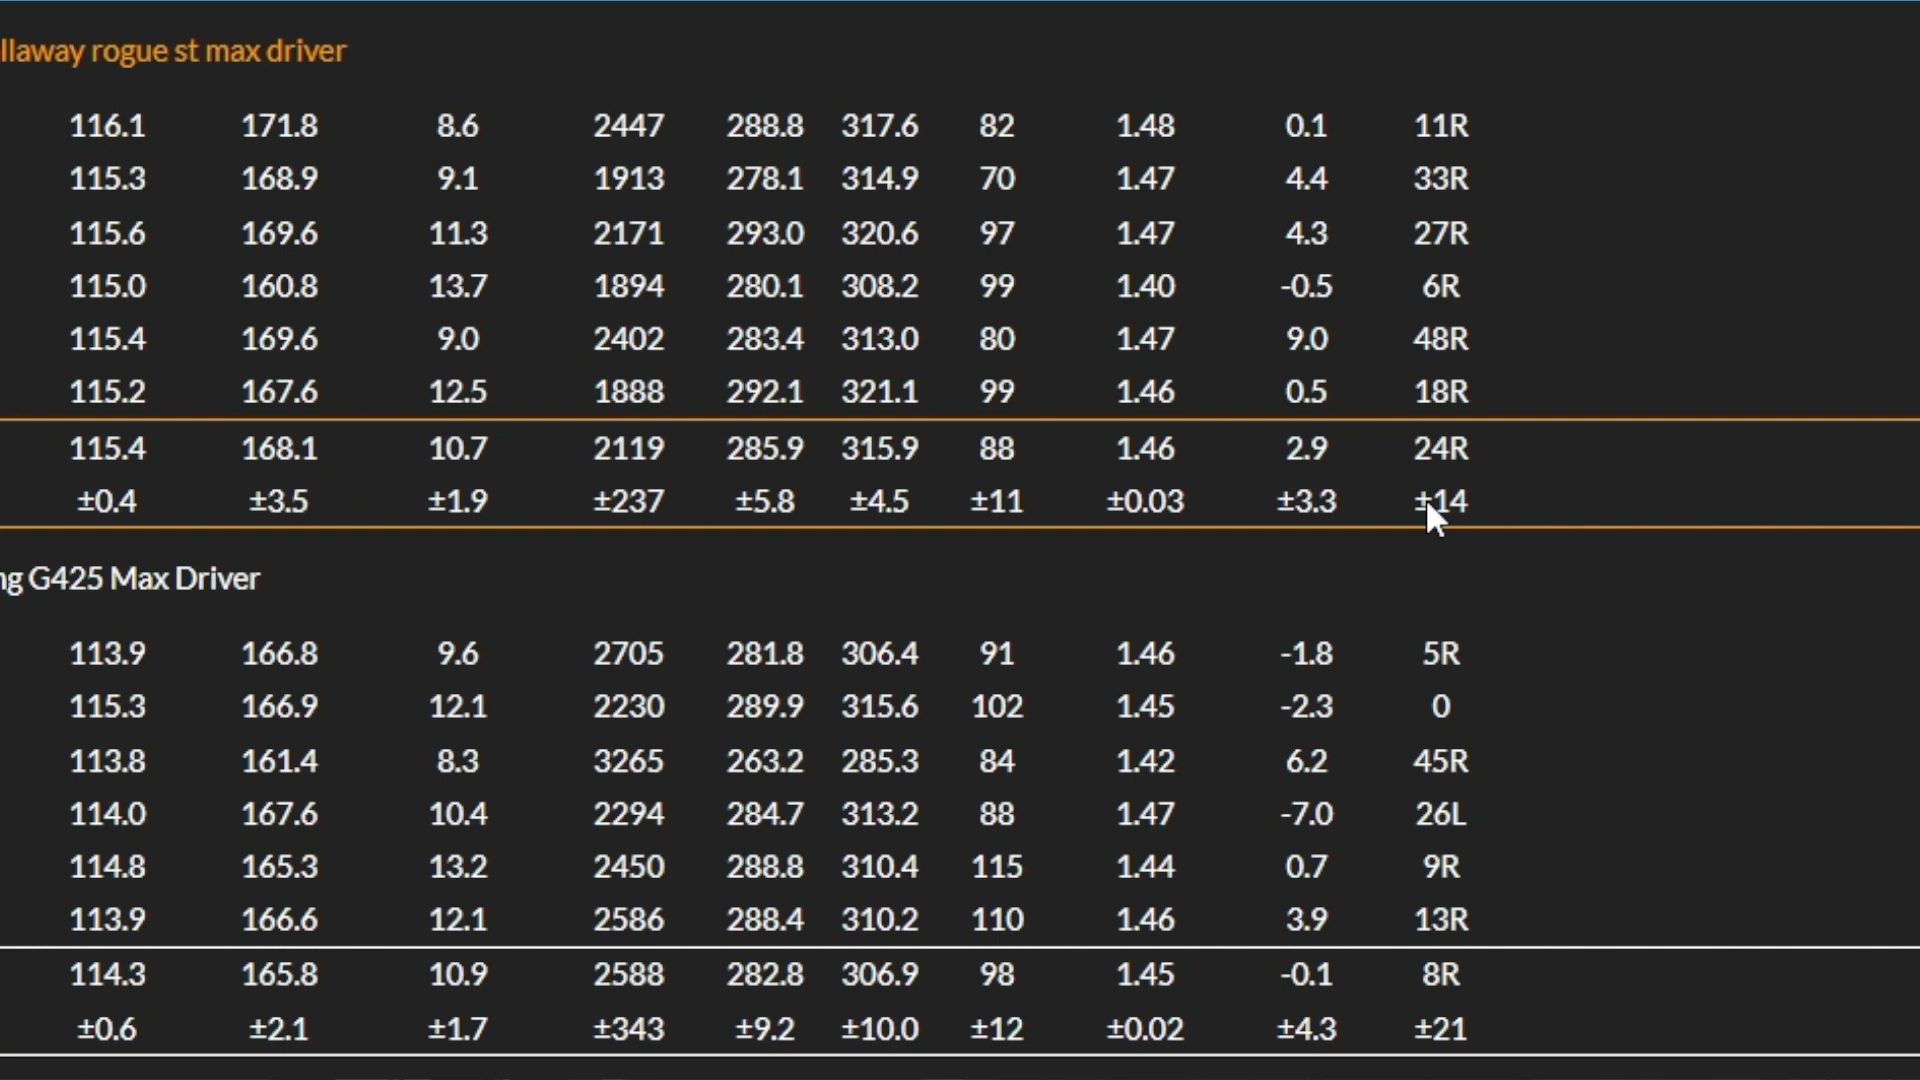 llaway rogue st max driver
116.1 171.8 8.6 2447 288.8 317.6 82 1.48 0.1 11R
115.3 168.9 9.1 1913 278.1 314.9 70 1.47 4.4 33R
115.6 169.6 11.3 2171 293.0 320.6 97 1.47 4.3 27R
115.0 160.8 13.7 1894 280.1 308.2 99 1.40 -0.5 6R
115.4 169.6 9.0 2402 283.4 313.0 80 1.47 9.0 48R
115.2 167.6 12.5 1888 292.1 321.1 99 1.46 0.5 18R
115.4 168.1 10.7 2119 285.9 315.9 88 1.46 2.9 24R
±0.4 ±3.5 ±1.9 ±237 ±5.8 ±4.5 ±11 ±0.03 ±3.3 ±14
ng G425 Max Driver
113.9 166.8 9.6 2705 281.8 306.4 91 1.46 -1.8 5R
115.3 166.9 12.1 2230 289.9 315.6 102 1.45 -2.3 0
113.8 161.4 8.3 3265 263.2 285.3 84 1.42 6.2 45R
114.0 167.6 10.4 2294 284.7 313.2 88 1.47 -7.0 26L
114.8 165.3 13.2 2450 288.8 310.4 115 1.44 0.7 9R
113.9 166.6 12.1 2586 288.4 310.2 110 1.46 3.9 13R
114.3 165.8 10.9 2588 282.8 306.9 98 1.45 -0.1 8R
±0.6 ±2.1 ±1.7 ±343 ±9.2 ±10.0 ±12 ±0.02 ±4.3 ±21